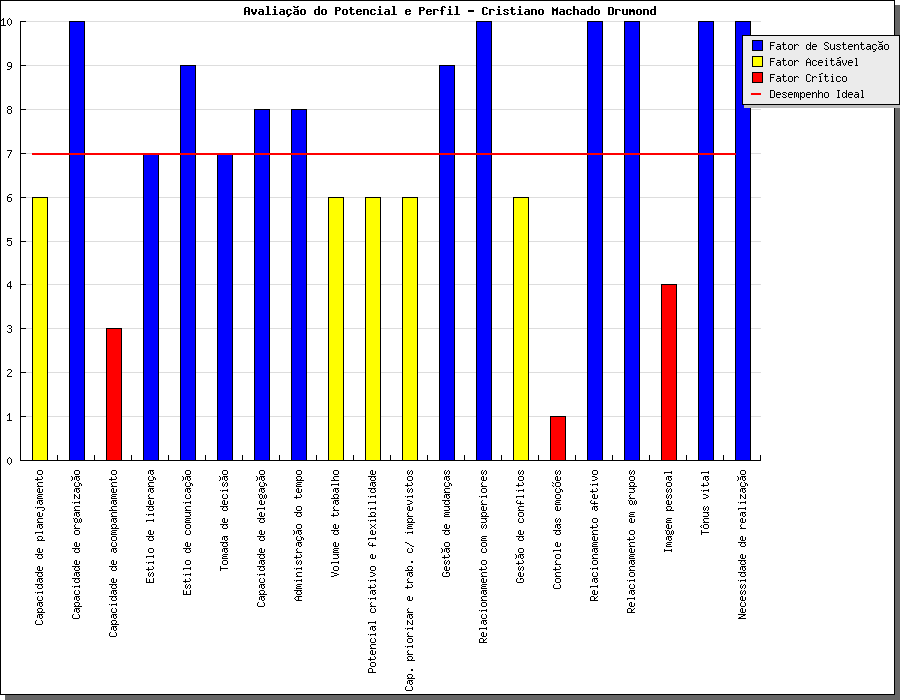 Avaliação do Potencial e Perfil - Cristiano Machado Drumond
Fator de Sustentação
Fator Aceitável
Fator Crítico
Desempenho Ideal
10
9
8
7
6
5
4
3
2
1
0
Capacidade de planejamento
Capacidade de organização
Capacidade de acompanhamento
Estilo de liderança
Estilo de comunicação
Tomada de decisão
Capacidade de delegação
Administração do tempo
Volume de trabalho
Potencial criativo e flexibilidade
Cap. priorizar e trab. c/ imprevistos
Gestão de mudanças
Relacionamento com superiores
Gestão de conflitos
Controle das emoções
Relacionamento afetivo
Relacionamento em grupos
Imagem pessoal
Tônus vital
Necessidade de realização